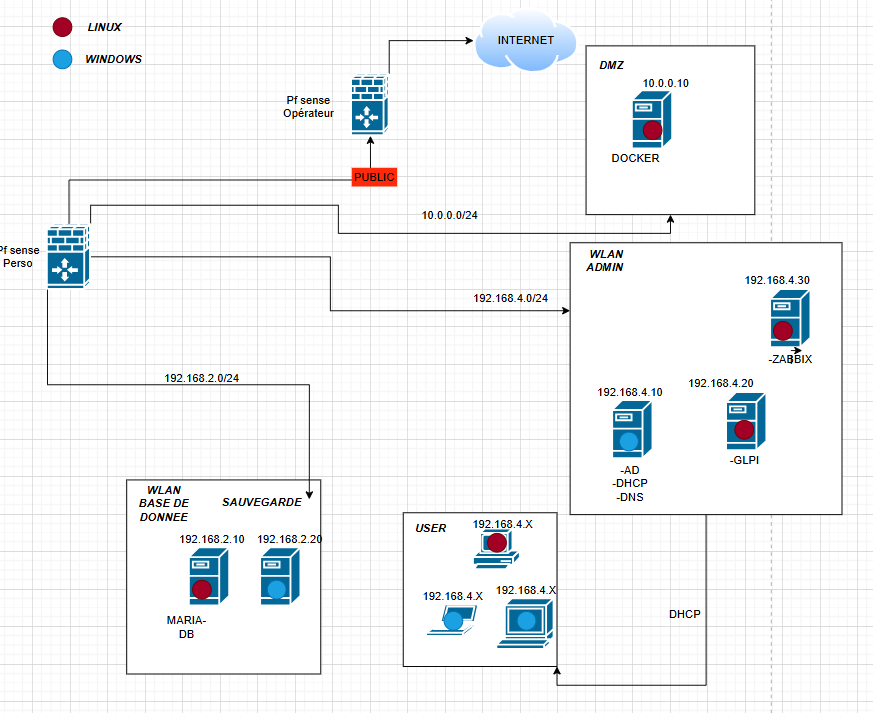 LINUX
WINDOWS
INTERNET
Pf sense
Opérateur
PUBLIC
DMZ
10.0.0.10
DOCKER
10.0.0.0/24
Pf sense
Perso
WLAN
ADMIN
192.168.4.30
-ZABBIX
192.168.4.0/24
192.168.4.10
-AD
-DHCP
-DNS
192.168.4.20
-GLPI
192.168.2.0/24
WLAN
BASE DE
DONNEE
SAUVEGARDE
192.168.2.10
192.168.2.20
MARIA-
DB
USER
192.168.4.X
192.168.4.X
192.168.4.X
DHCP